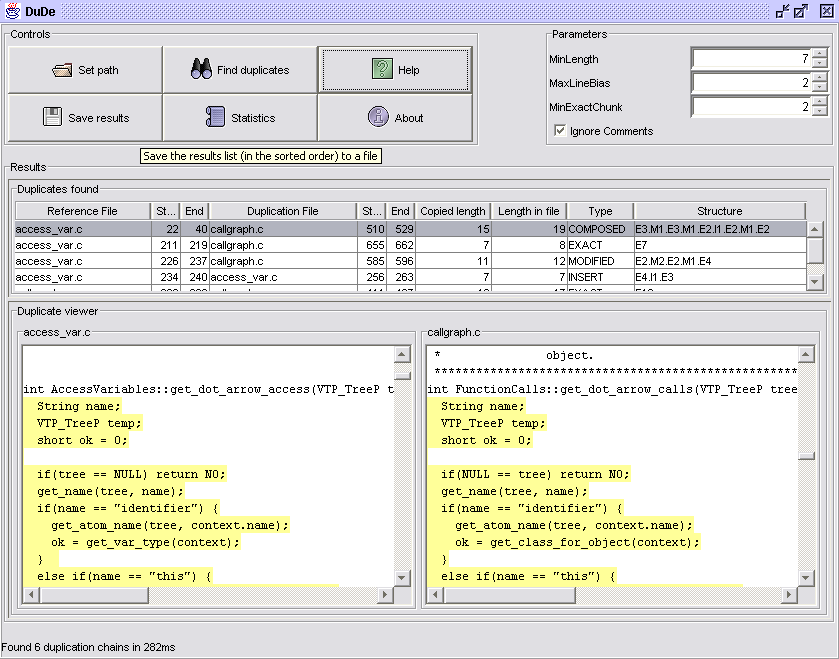 DuDe
Controls
Set path
Find duplicates
Help
Save results
Statistics
About
Parameters
MinLength 7
MaxLineBias 2
MinExactChunk 2
Ignore Comments
Save the results list (in the sorted order) to a file
Results
Duplicates found
Reference File St... End Duplication File St... End Copied length Length in file Type Structure
access_var.c 22 40 callgraph.c 510 529 15 19 COMPOSED E3.M1.E3.M1.E2.I1.E2.M1.E2
access_var.c 211 219 callgraph.c 655 662 7 8 EXACT E7
access_var.c 226 237 callgraph.c 585 596 11 12 MODIFIED E2.M2.E2.M1.E4
access_var.c 234 240 access_var.c 256 263 7 7 INSERT E4.I1.E3
Duplicate viewer
access_var.c
int AccessVariables::get_dot_arrow_access(VTP_TreeP t
String name;
VTP_TreeP temp;
short ok = 0;
if(tree == NULL) return NO;
get_name(tree, name);
if(name == "identifier") {
get_atom_name(tree, context.name);
ok = get_var_type(context);
}
else if(name == "this") {
callgraph.c
* object.
****************************************************
int FunctionCalls::get_dot_arrow_calls(VTP_TreeP tree
String name;
VTP_TreeP temp;
short ok = 0;
if(NULL == tree) return NO;
get_name(tree, name);
if(name == "identifier") {
get_atom_name(tree, context.name);
ok = get_class_for_object(context);
}
else if(name == "this") {
Found 6 duplication chains in 282ms